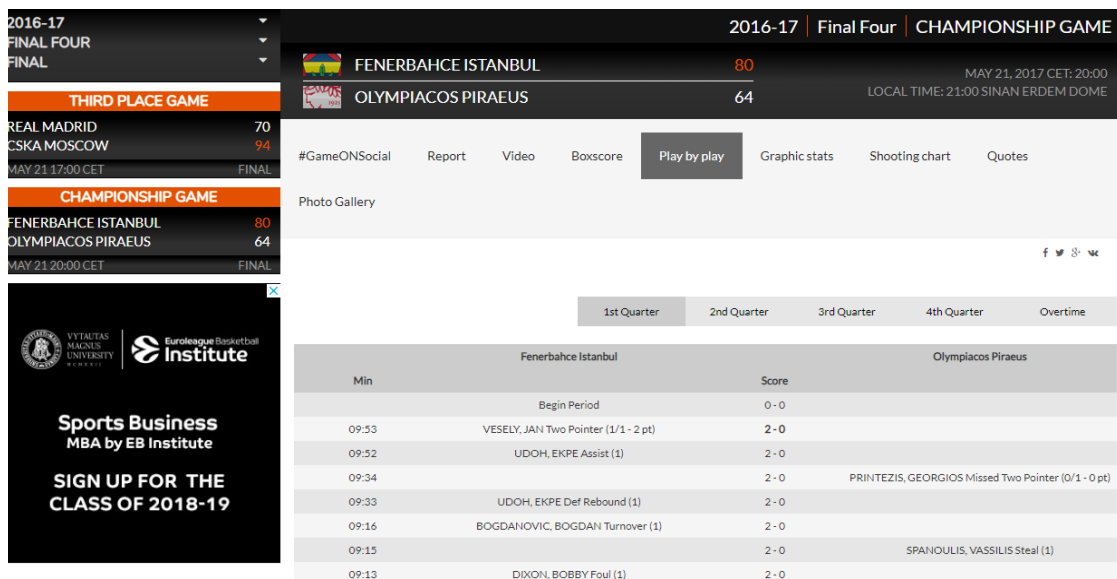 2016-17
FINAL FOUR
FINAL
THIRD PLACE GAME
REAL MADRID 70
CSKA MOSCOW 94
MAY 21 17:00 CET FINAL
CHAMPIONSHIP GAME
FENERBAHCE ISTANBUL 80
OLYMPIACOS PIRAEUS 64
MAY 21 20:00 CET FINAL
VYTAUTAS
MAGNUS
UNIVERSITY
MCMXXII
Euroleague Basketball
Institute
Sports Business
MBA by EB Institute
SIGN UP FOR THE
CLASS OF 2018-19
2016-17 | Final Four | CHAMPIONSHIP GAME
FENERBAHCE ISTANBUL 80
OLYMPIACOS PIRAEUS 64
MAY 21, 2017 CET: 20:00
LOCAL TIME: 21:00 SINAN ERDEM DOME
#GameONSocial Report Video Boxscore Play by play Graphic stats Shooting chart Quotes
Photo Gallery
1st Quarter 2nd Quarter 3rd Quarter 4th Quarter Overtime
Fenerbahce Istanbul Olympiacos Piraeus
Min Score
Begin Period 0 - 0
09:53 VESELY, JAN Two Pointer (1/1 - 2 pt) 2 - 0
09:52 UDOH, EKPE Assist (1) 2 - 0
09:34 2 - 0 PRINTEZIS, GEORGIOS Missed Two Pointer (0/1 - 0 pt)
09:33 UDOH, EKPE Def Rebound (1) 2 - 0
09:16 BOGDANOVIC, BOGDAN Turnover (1) 2 - 0
09:15 2 - 0 SPANOULIS, VASSILIS Steal (1)
09:13 DIXON, BOBBY Foul (1) 2 - 0